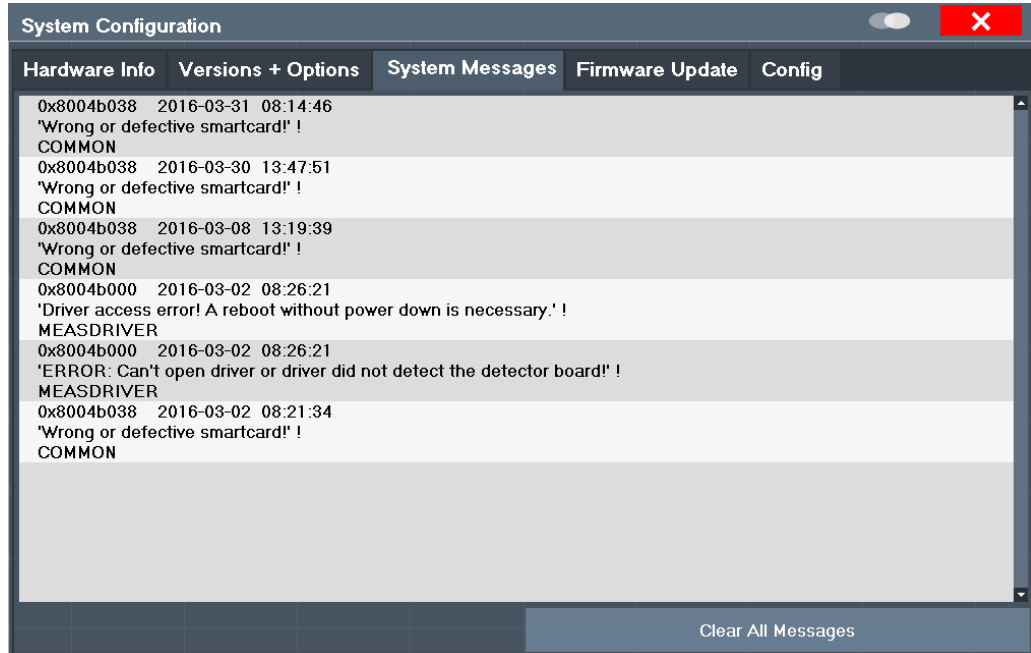 System Configuration
Hardware Info Versions + Options System Messages Firmware Update Config
0x8004b038 2016-03-31 08:14:46
'Wrong or defective smartcard!' !
COMMON
0x8004b038 2016-03-30 13:47:51
'Wrong or defective smartcard!' !
COMMON
0x8004b038 2016-03-08 13:19:39
'Wrong or defective smartcard!' !
COMMON
0x8004b000 2016-03-02 08:26:21
'Driver access error! A reboot without power down is necessary.' !
MEASDRIVER
0x8004b000 2016-03-02 08:26:21
'ERROR: Can't open driver or driver did not detect the detector board!' !
MEASDRIVER
0x8004b038 2016-03-02 08:21:34
'Wrong or defective smartcard!' !
COMMON
Clear All Messages